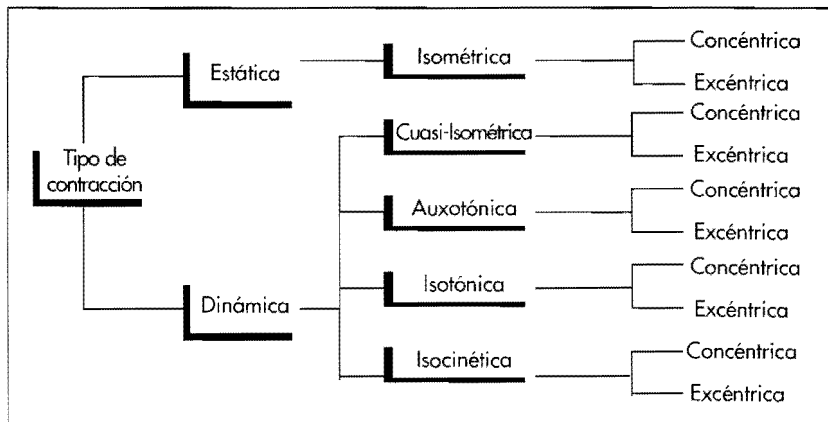 Tipo de
contracción
Estática
Isométrica
Concéntrica
Excéntrica
Dinámica
Cuasi-Isométrica
Concéntrica
Excéntrica
Auxotónica
Concéntrica
Excéntrica
Isotónica
Concéntrica
Excéntrica
Isocinética
Concéntrica
Excéntrica